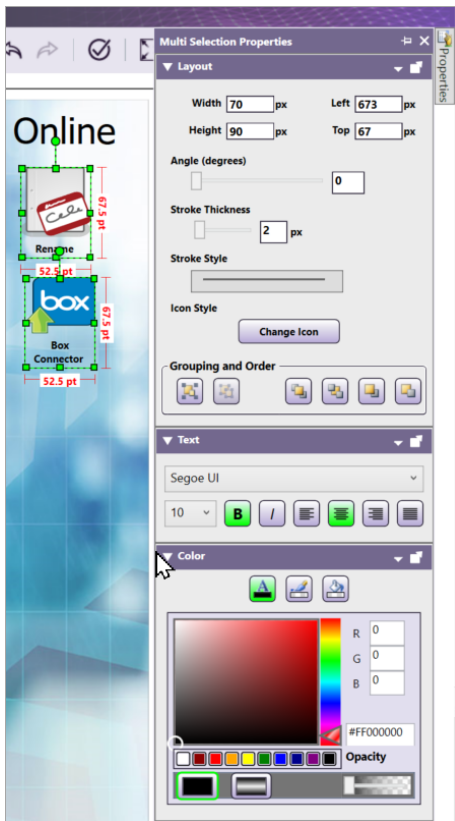 Multi Selection Properties
Properties
Layout
Width 70 px Left 673 px
Height 90 px Top 67 px
Angle (degrees)
0
Stroke Thickness
2 px
Stroke Style
Icon Style
Change Icon
Grouping and Order
Text
Segoe UI
10 B I
Color
A
R 0
G 0
B 0
#FF000000
Opacity
Online
67.5 pt
Rename
52.5 pt
box
67.5 pt
Box
Connector
52.5 pt